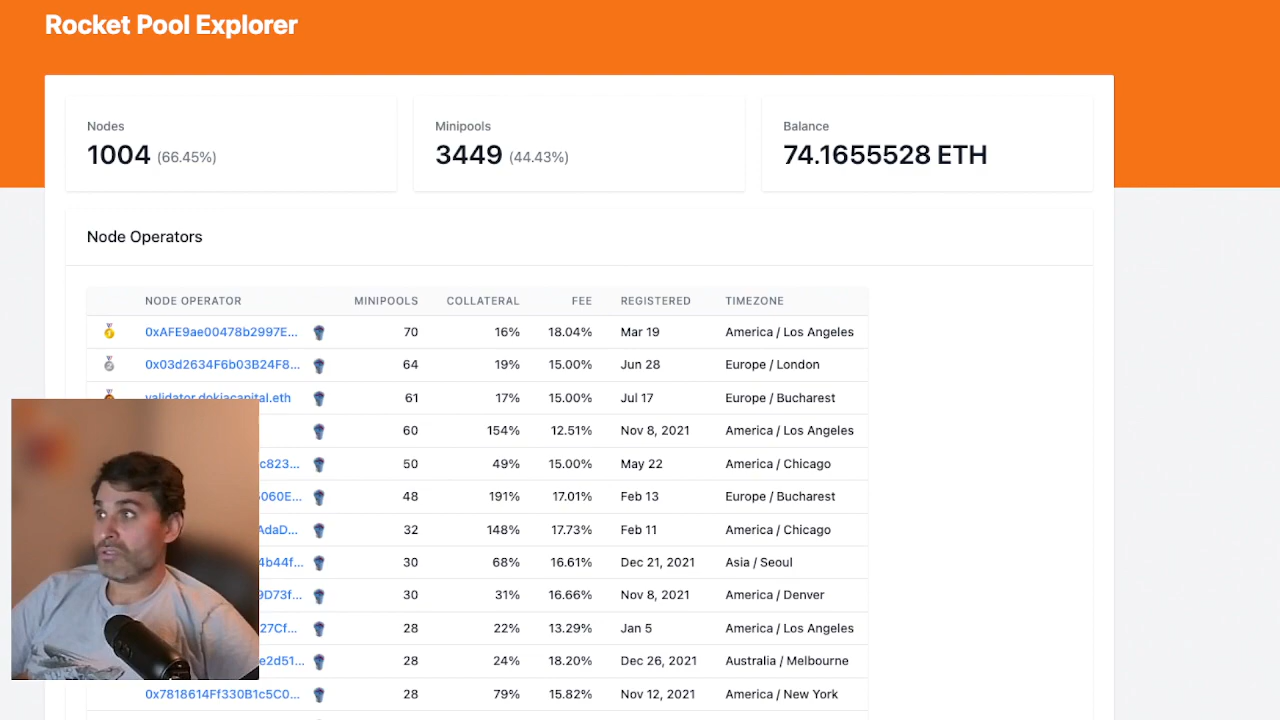 Rocket Pool Explorer
Nodes
1004 (66.45%)
Minipools
3449 (44.43%)
Balance
74.1655528 ETH
Node Operators
NODE OPERATOR MINIPOOLS COLLATERAL FEE REGISTERED TIMEZONE
0xAFE9ae00478b2997E... 70 16% 18.04% Mar 19 America / Los Angeles
0x03d2634F6b03B24F8... 64 19% 15.00% Jun 28 Europe / London
validator.dokiacapital.eth 61 17% 15.00% Jul 17 Europe / Bucharest
60 154% 12.51% Nov 8, 2021 America / Los Angeles
c823... 50 49% 15.00% May 22 America / Chicago
060E... 48 191% 17.01% Feb 13 Europe / Bucharest
AdaD... 32 148% 17.73% Feb 11 America / Chicago
4b44f... 30 68% 16.61% Dec 21, 2021 Asia / Seoul
9D73f... 30 31% 16.66% Nov 8, 2021 America / Denver
27Cf... 28 22% 13.29% Jan 5 America / Los Angeles
e2d51... 28 24% 18.20% Dec 26, 2021 Australia / Melbourne
0x7818614Ff330B1c5C0... 28 79% 15.82% Nov 12, 2021 America / New York